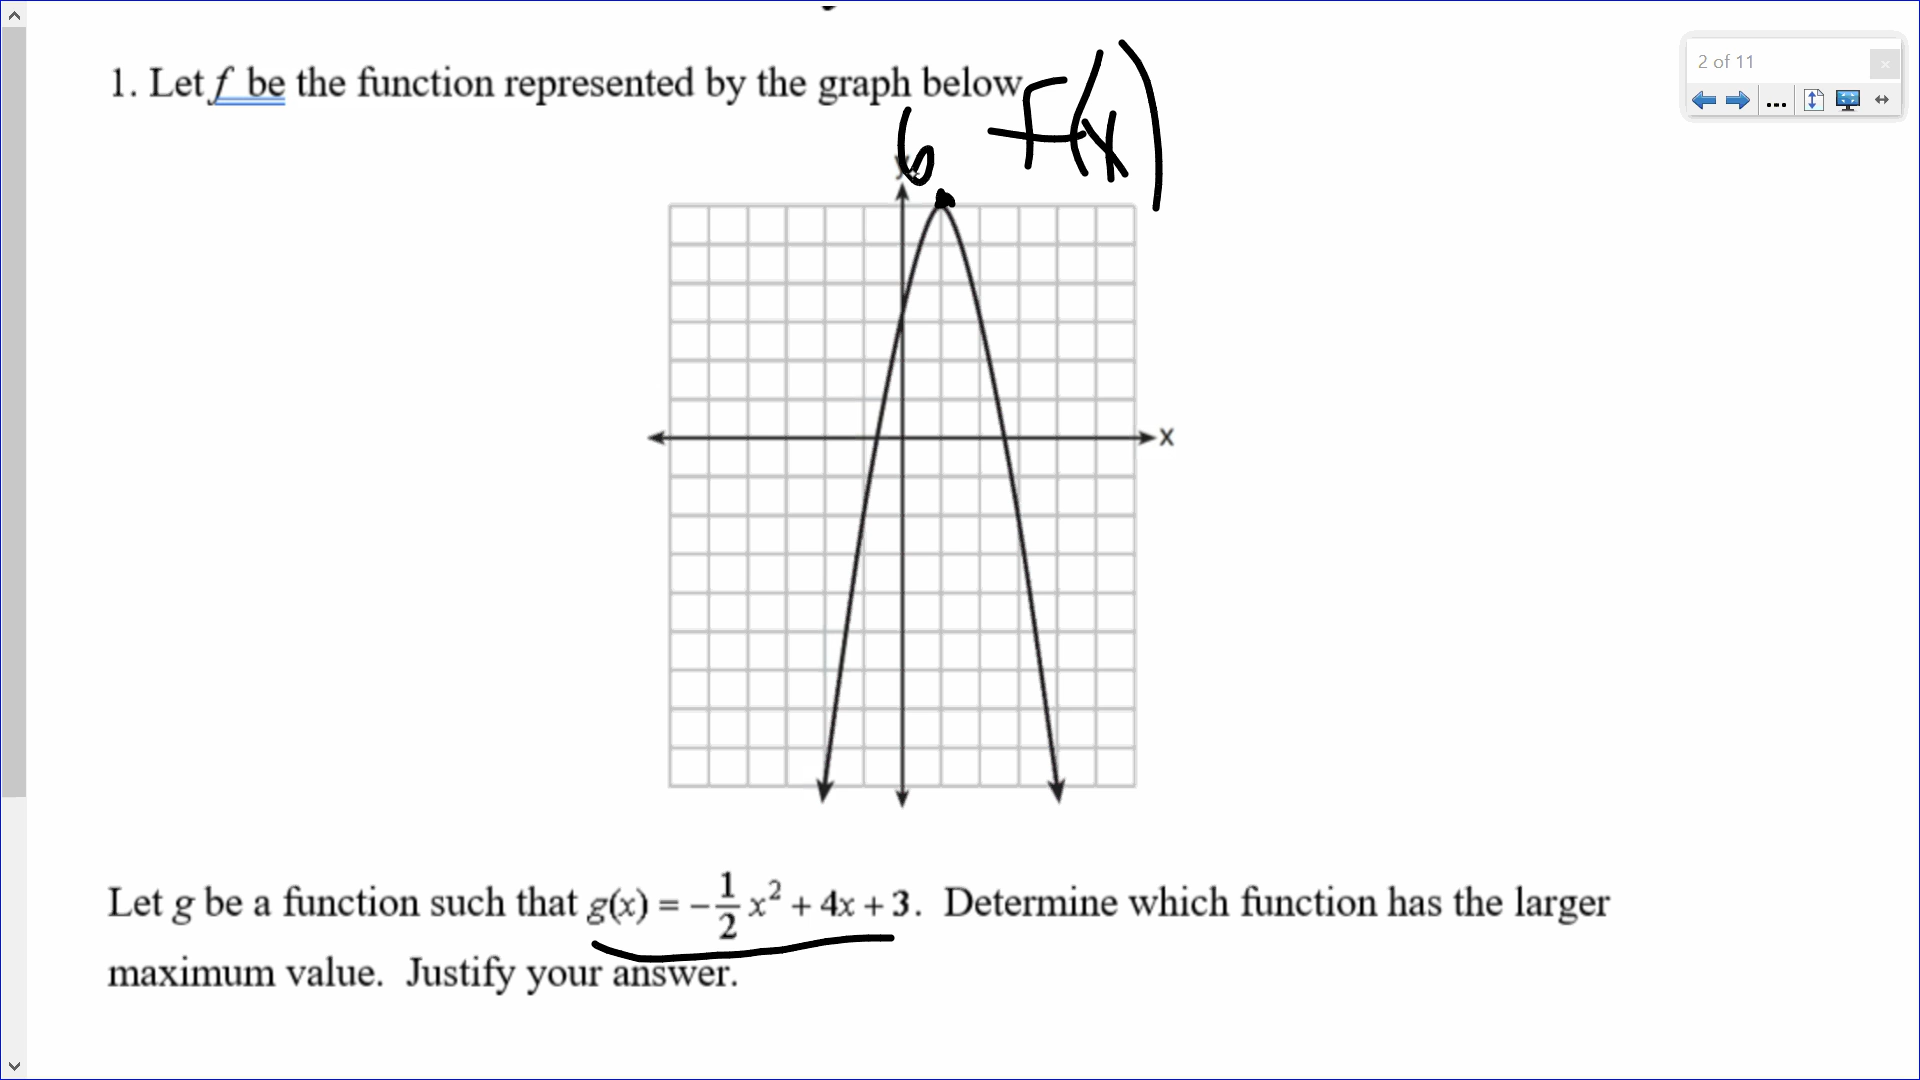 1. Let f be the function represented by the graph below
F(x)
6
x
Let g be a function such that g(x) = -1/2 x² + 4x + 3. Determine which function has the larger
maximum value. Justify your answer.
2 of 11